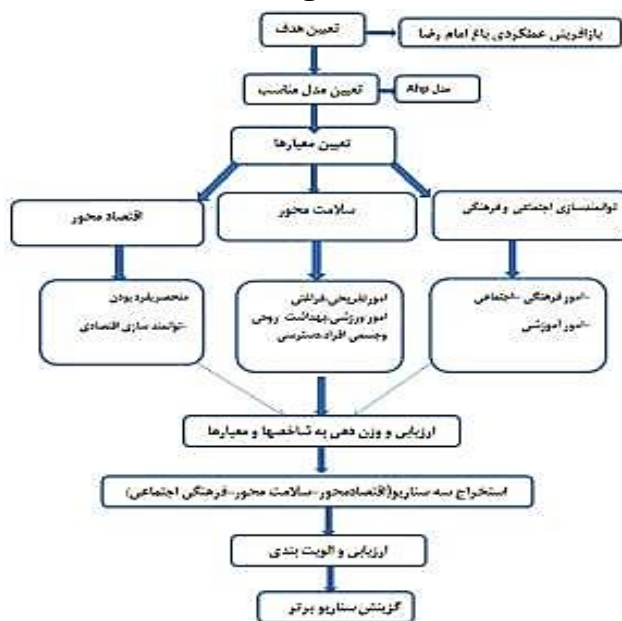 تعیین هدف
بازآفرینی عملکردی باغ امام رضا
تعیین مدل مناسب
مدل Ahp
تعیین معیارها
توانمندسازی اجتماعی و فرهنگی
سلامت محور
اقتصاد محور
-امور فرهنگی -اجتماعی
-امور آموزشی
امور تفریحی،فراغتی
امور ورزشی،بهداشت روحی
وجسمی افراد،دسترسی
منحصربفرد بودن
-توانمند سازی اقتصادی
ارزیابی و وزن دهی به شاخصها و معیارها
استخراج سه سناریو(اقتصادمحور-سلامت محور-فرهنگی اجتماعی)
ارزیابی و الویت بندی
گزینش سناریو برتر